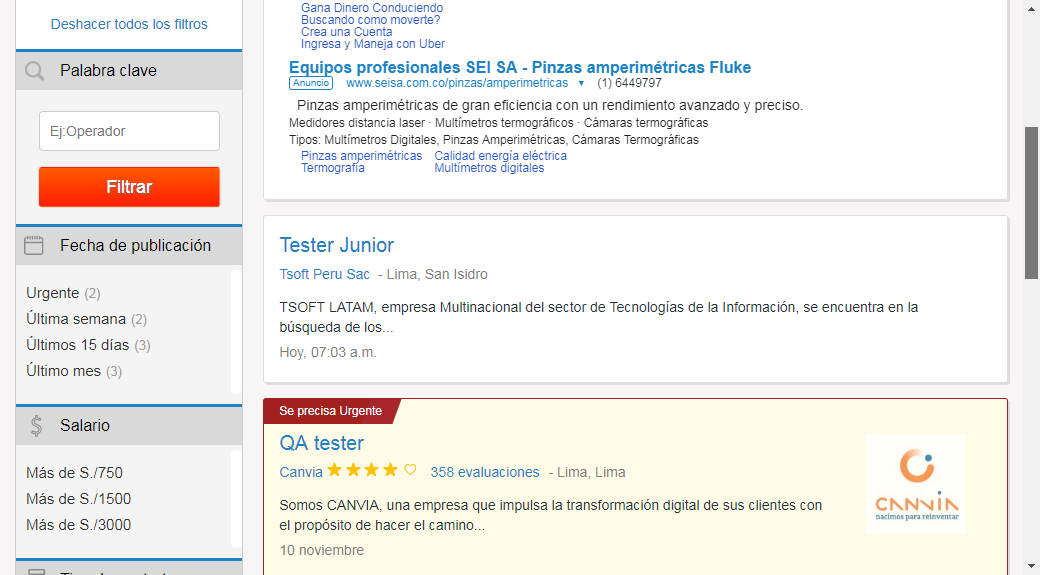 Deshacer todos los filtros
Palabra clave
Ej:Operador
Filtrar
Fecha de publicación
Urgente (2)
Última semana (2)
Últimos 15 días (3)
Último mes (3)
Salario
Más de S./750
Más de S./1500
Más de S./3000
Gana Dinero Conduciendo
Buscando como moverte?
Crea una Cuenta
Ingresa y Maneja con Uber
Equipos profesionales SEI SA - Pinzas amperimétricas Fluke
Anuncio www.seisa.com.co/pinzas/amperimetricas ▼ (1) 6449797
Pinzas amperimétricas de gran eficiencia con un rendimiento avanzado y preciso.
Medidores distancia laser · Multímetros termográficos · Cámaras termográficas
Tipos: Multímetros Digitales, Pinzas Amperimétricas, Cámaras Termográficas
Pinzas amperimétricas Calidad energía eléctrica
Termografía Multímetros digitales
Tester Junior
Tsoft Peru Sac - Lima, San Isidro
TSOFT LATAM, empresa Multinacional del sector de Tecnologías de la Información, se encuentra en la
búsqueda de los...
Hoy, 07:03 a.m.
Se precisa Urgente
QA tester
Canvia ★★★★♡ 358 evaluaciones - Lima, Lima
Somos CANVIA, una empresa que impulsa la transformación digital de sus clientes con
el propósito de hacer el camino...
10 noviembre
CANVIA
nacimos para reinventar